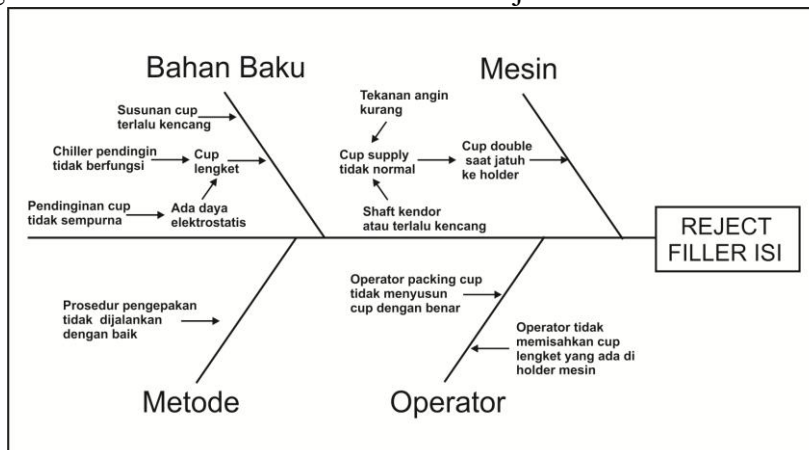 Bahan Baku
Mesin
Susunan cup
terlalu kencang
Chiller pendingin
tidak berfungsi
Cup
lengket
Pendinginan cup
tidak sempurna
Ada daya
elektrostatis
Tekanan angin
kurang
Cup supply
tidak normal
Cup double
saat jatuh
ke holder
Shaft kendor
atau terlalu kencang
REJECT
FILLER ISI
Prosedur pengepakan
tidak dijalankan
dengan baik
Operator packing cup
tidak menyusun
cup dengan benar
Operator tidak
memisahkan cup
lengket yang ada di
holder mesin
Metode
Operator